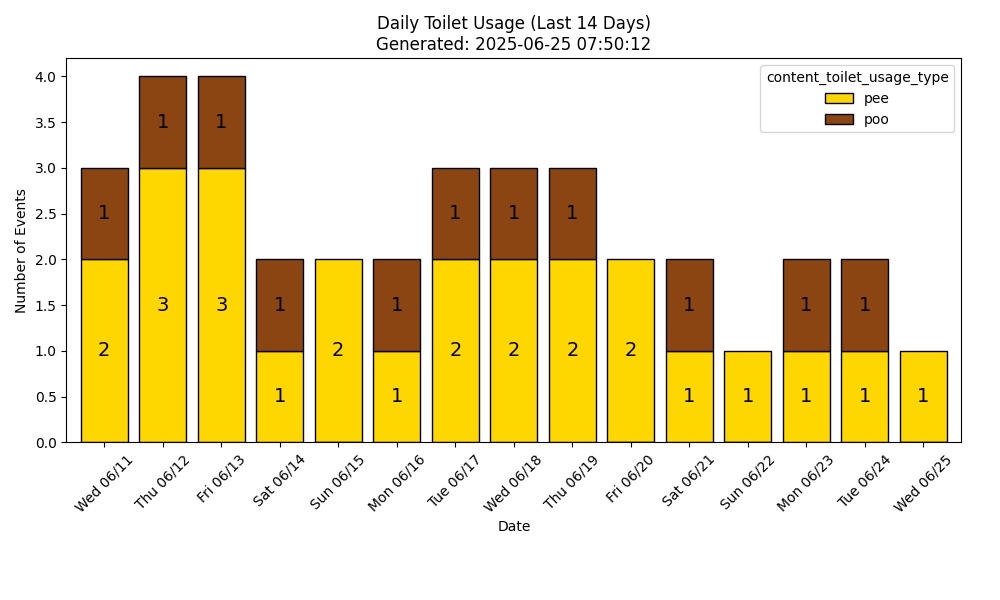 Daily Toilet Usage (Last 14 Days)
Generated: 2025-06-25 07:50:12
content_toilet_usage_type
pee
poo
Number of Events
4.0
3.5
3.0
2.5
2.0
1.5
1.0
0.5
0.0
1 1
1 1 1 1
3 3 1 1 1 1 1
2 2 2 2 2 2
1 1 1 1 1 1 1
Wed 06/11 Thu 06/12 Fri 06/13 Sat 06/14 Sun 06/15 Mon 06/16 Tue 06/17 Wed 06/18 Thu 06/19 Fri 06/20 Sat 06/21 Sun 06/22 Mon 06/23 Tue 06/24 Wed 06/25
Date